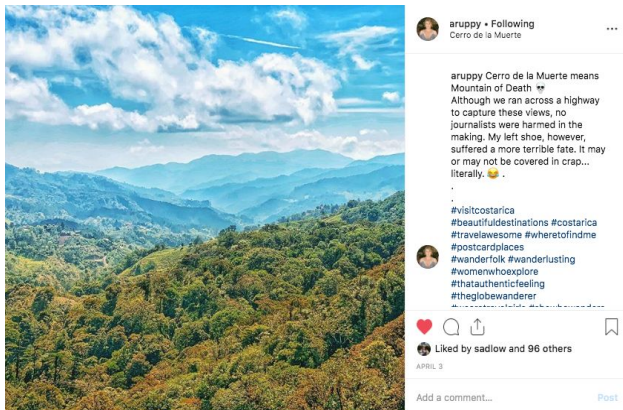 aruppy • Following
Cerro de la Muerte
aruppy Cerro de la Muerte means
Mountain of Death ☠️
Although we ran across a highway
to capture these views, no
journalists were harmed in the
making. My left shoe, however,
suffered a more terrible fate. It may
or may not be covered in crap...
literally. 😂 .
.
.
#visitcostarica
#beautifuldestinations #costarica
#travelawesome #wheretofindme
#postcardplaces
#wanderfolk #wanderlusting
#womenwhoexplore
#thatauthenticfeeling
#theglobewanderer
Liked by sadlow and 96 others
APRIL 3
Add a comment...
Post